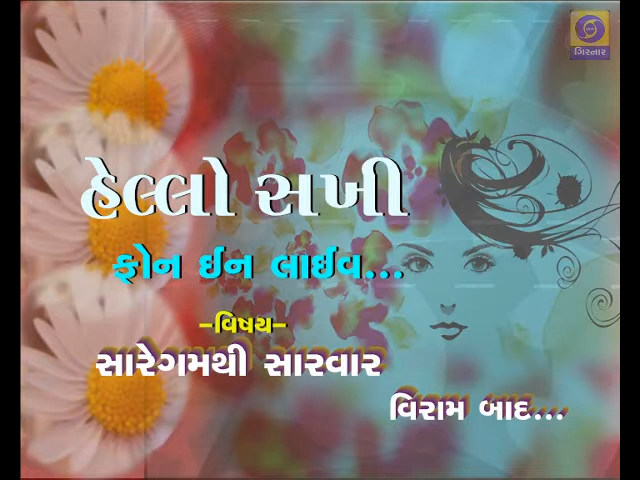 ગિરનાર
હેલ્લો સખી
ફોન ઈન લાઈવ...
-વિષય-
સારેગમથી સારવાર
વિરામ બાદ...